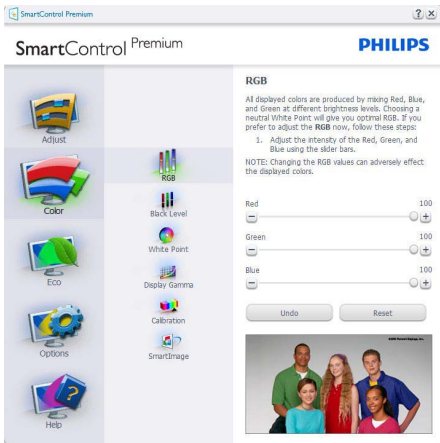 SmartControl Premium
? ×
SmartControl Premium
PHILIPS
Adjust
Color
Eco
Options
Help
RGB
Black Level
White Point
Display Gamma
Calibration
SmartImage
RGB
All displayed colors are produced by mixing Red, Blue,
and Green at different brightness levels. Choosing a
neutral White Point will give you optimal RGB. If you
prefer to adjust the RGB now, follow these steps:
1. Adjust the intensity of the Red, Green, and
Blue using the slider bars.
NOTE: Changing the RGB values can adversely effect
the displayed colors.
Red 100
Green 100
Blue 100
Undo Reset